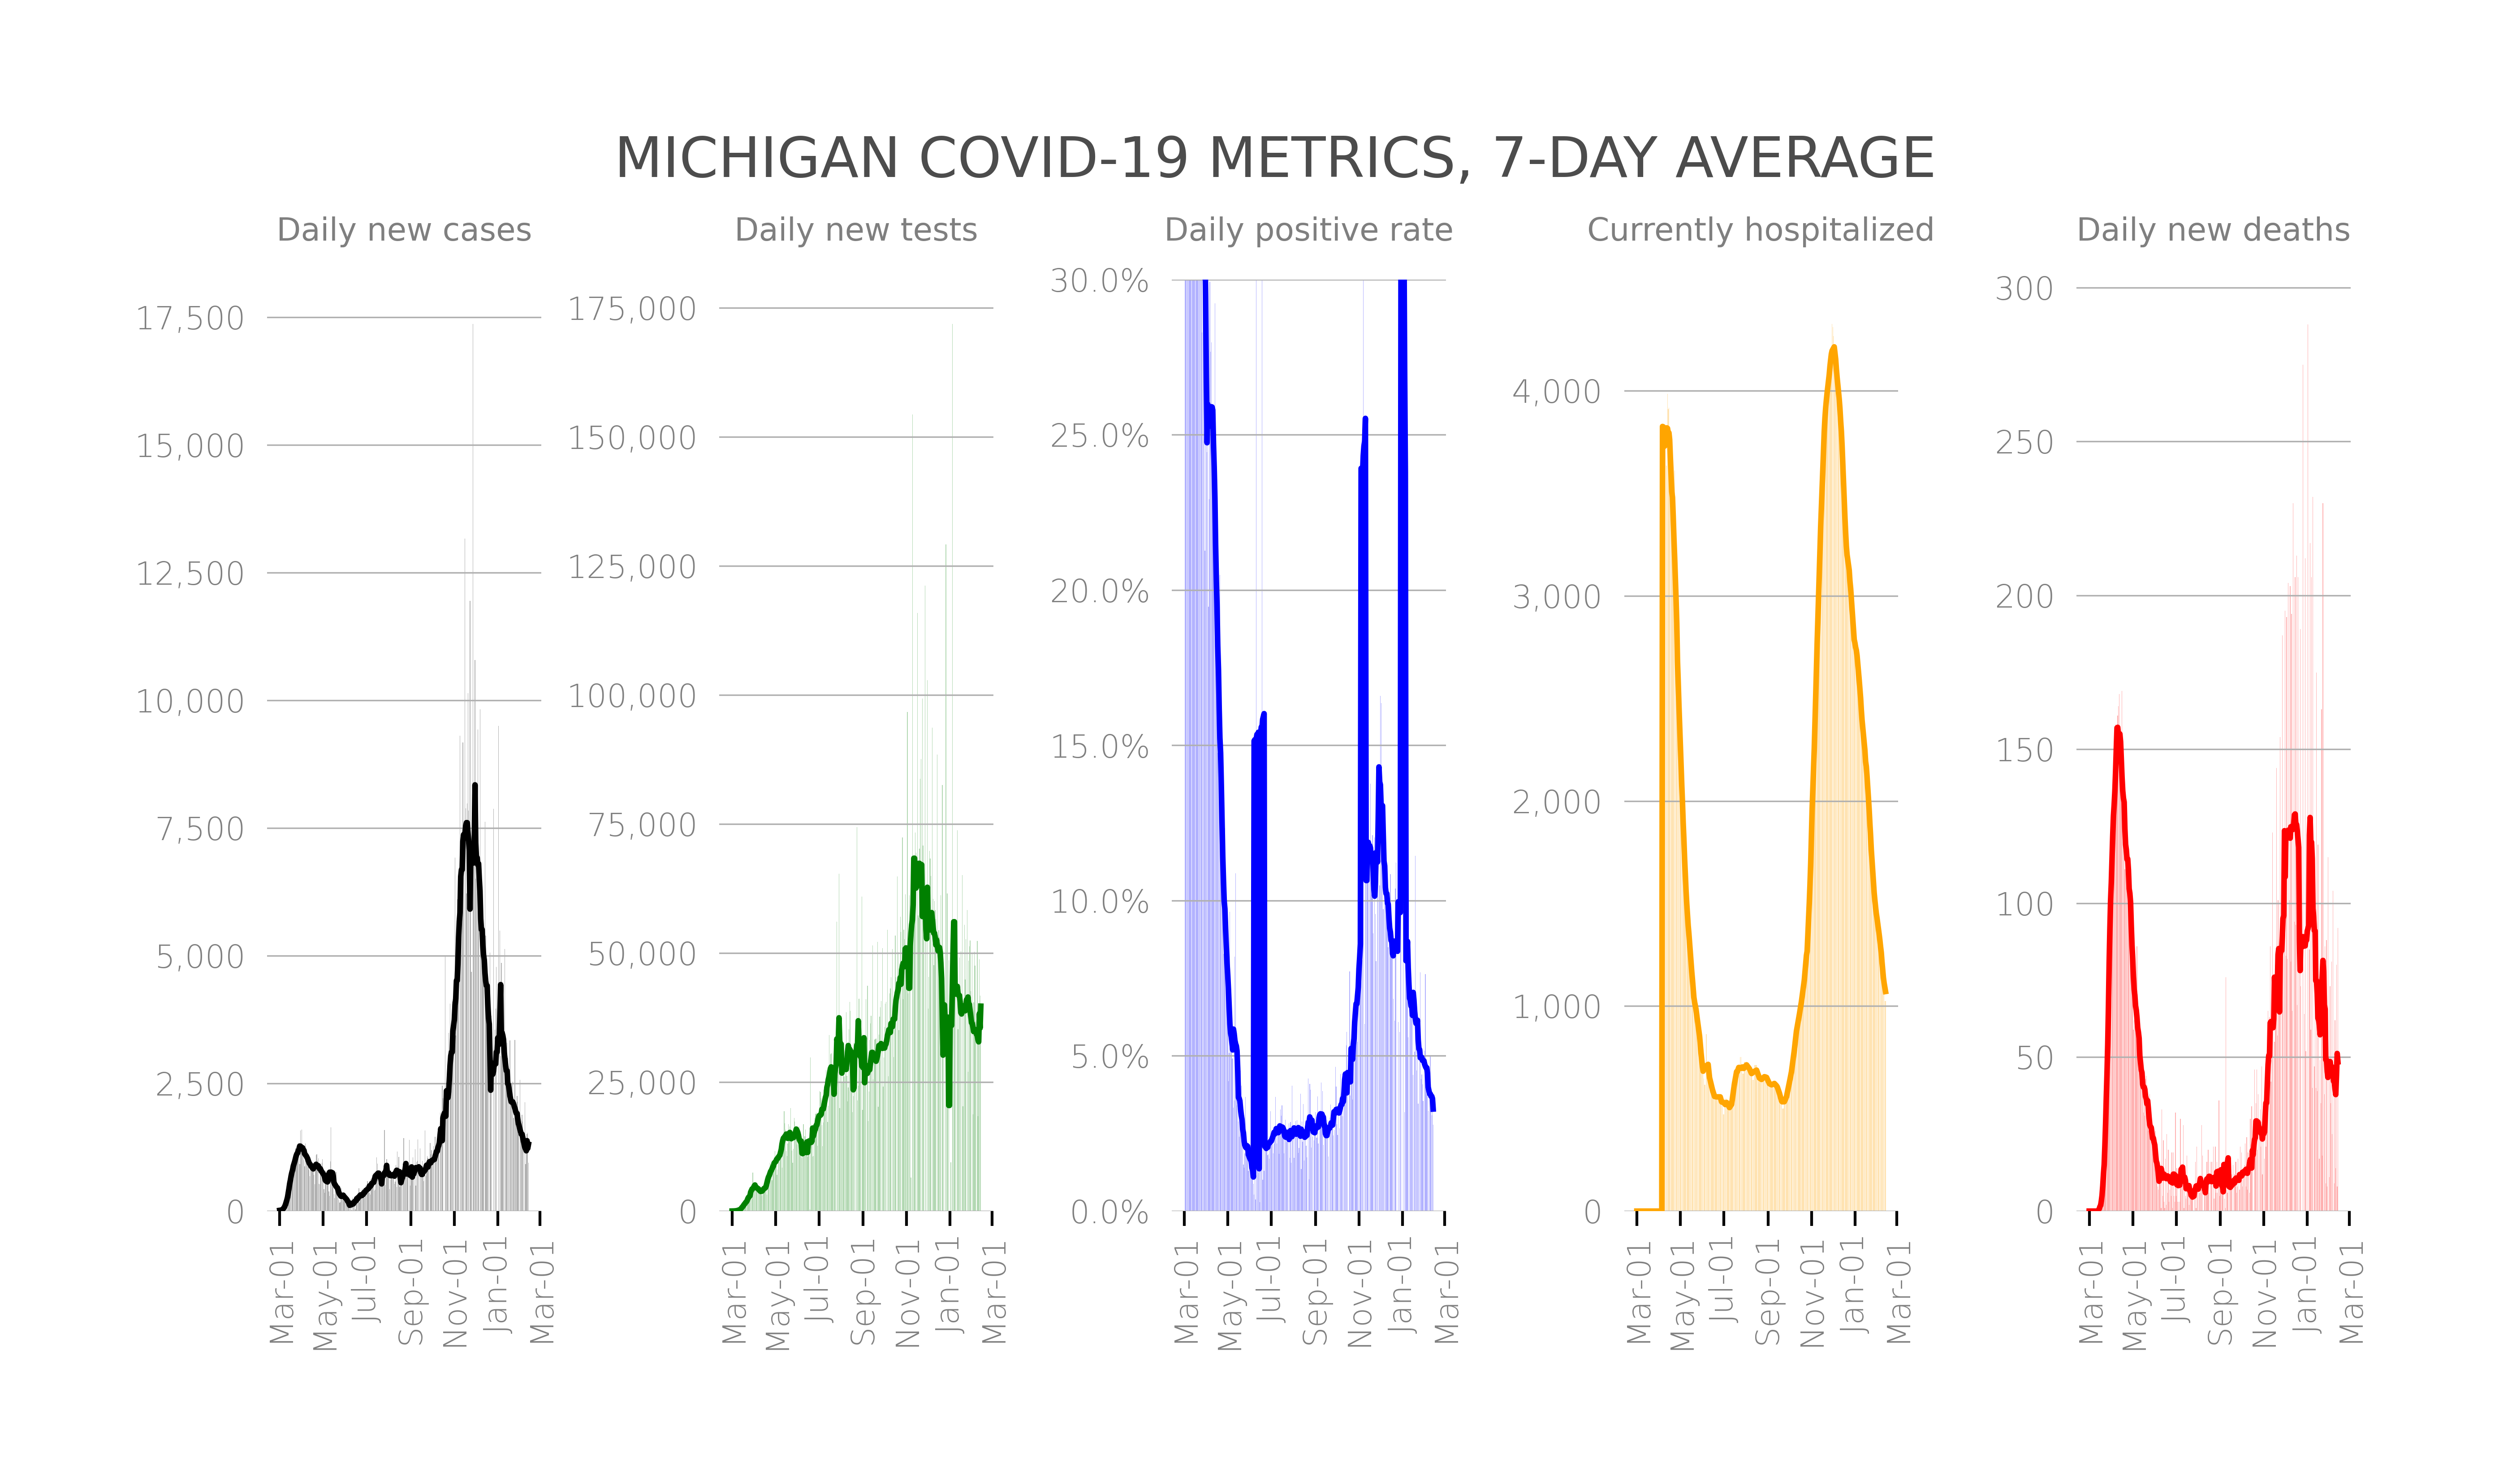 MICHIGAN COVID-19 METRICS, 7-DAY AVERAGE
Daily new cases
17,500
15,000
12,500
10,000
7,500
5,000
2,500
0
Mar-01
May-01
Jul-01
Sep-01
Nov-01
Jan-01
Mar-01
Daily new tests
175,000
150,000
125,000
100,000
75,000
50,000
25,000
0
Mar-01
May-01
Jul-01
Sep-01
Nov-01
Jan-01
Mar-01
Daily positive rate
30.0%
25.0%
20.0%
15.0%
10.0%
5.0%
0.0%
Mar-01
May-01
Jul-01
Sep-01
Nov-01
Jan-01
Mar-01
Currently hospitalized
4,000
3,000
2,000
1,000
0
Mar-01
May-01
Jul-01
Sep-01
Nov-01
Jan-01
Mar-01
Daily new deaths
300
250
200
150
100
50
0
Mar-01
May-01
Jul-01
Sep-01
Nov-01
Jan-01
Mar-01